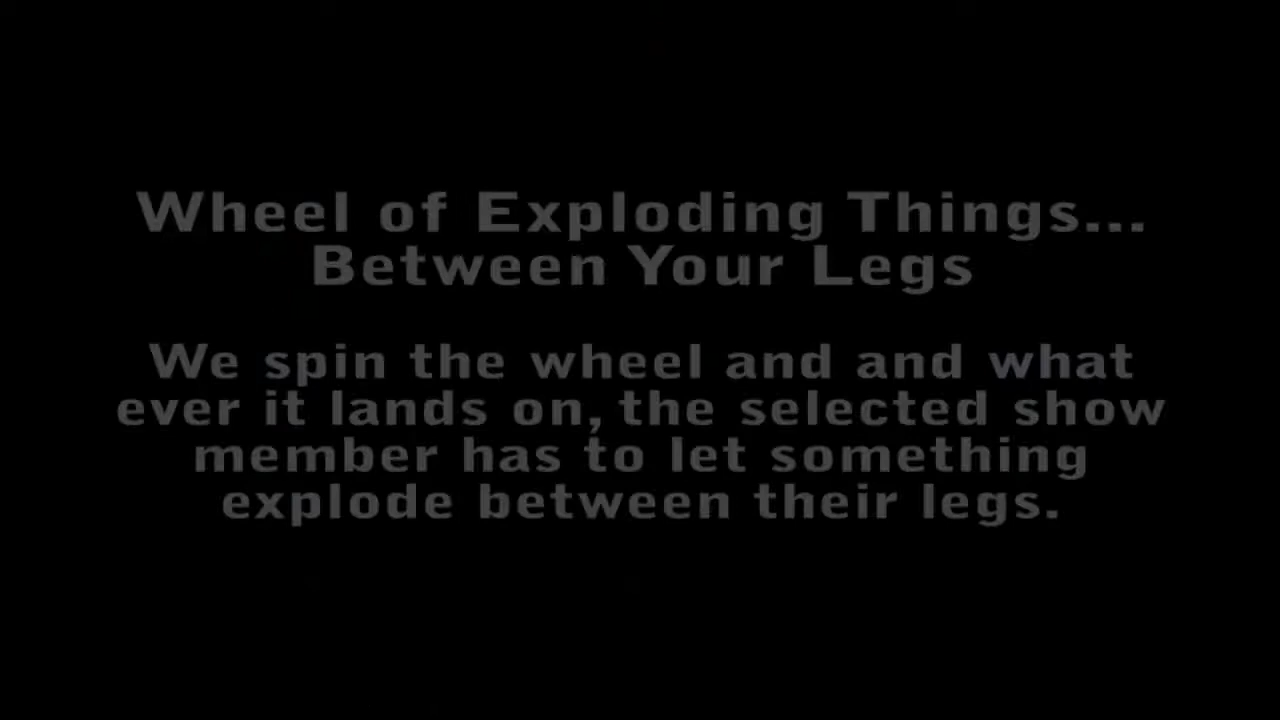 Wheel of Exploding Things...
Between Your Legs
We spin the wheel and and what
ever it lands on, the selected show
member has to let something
explode between their legs.